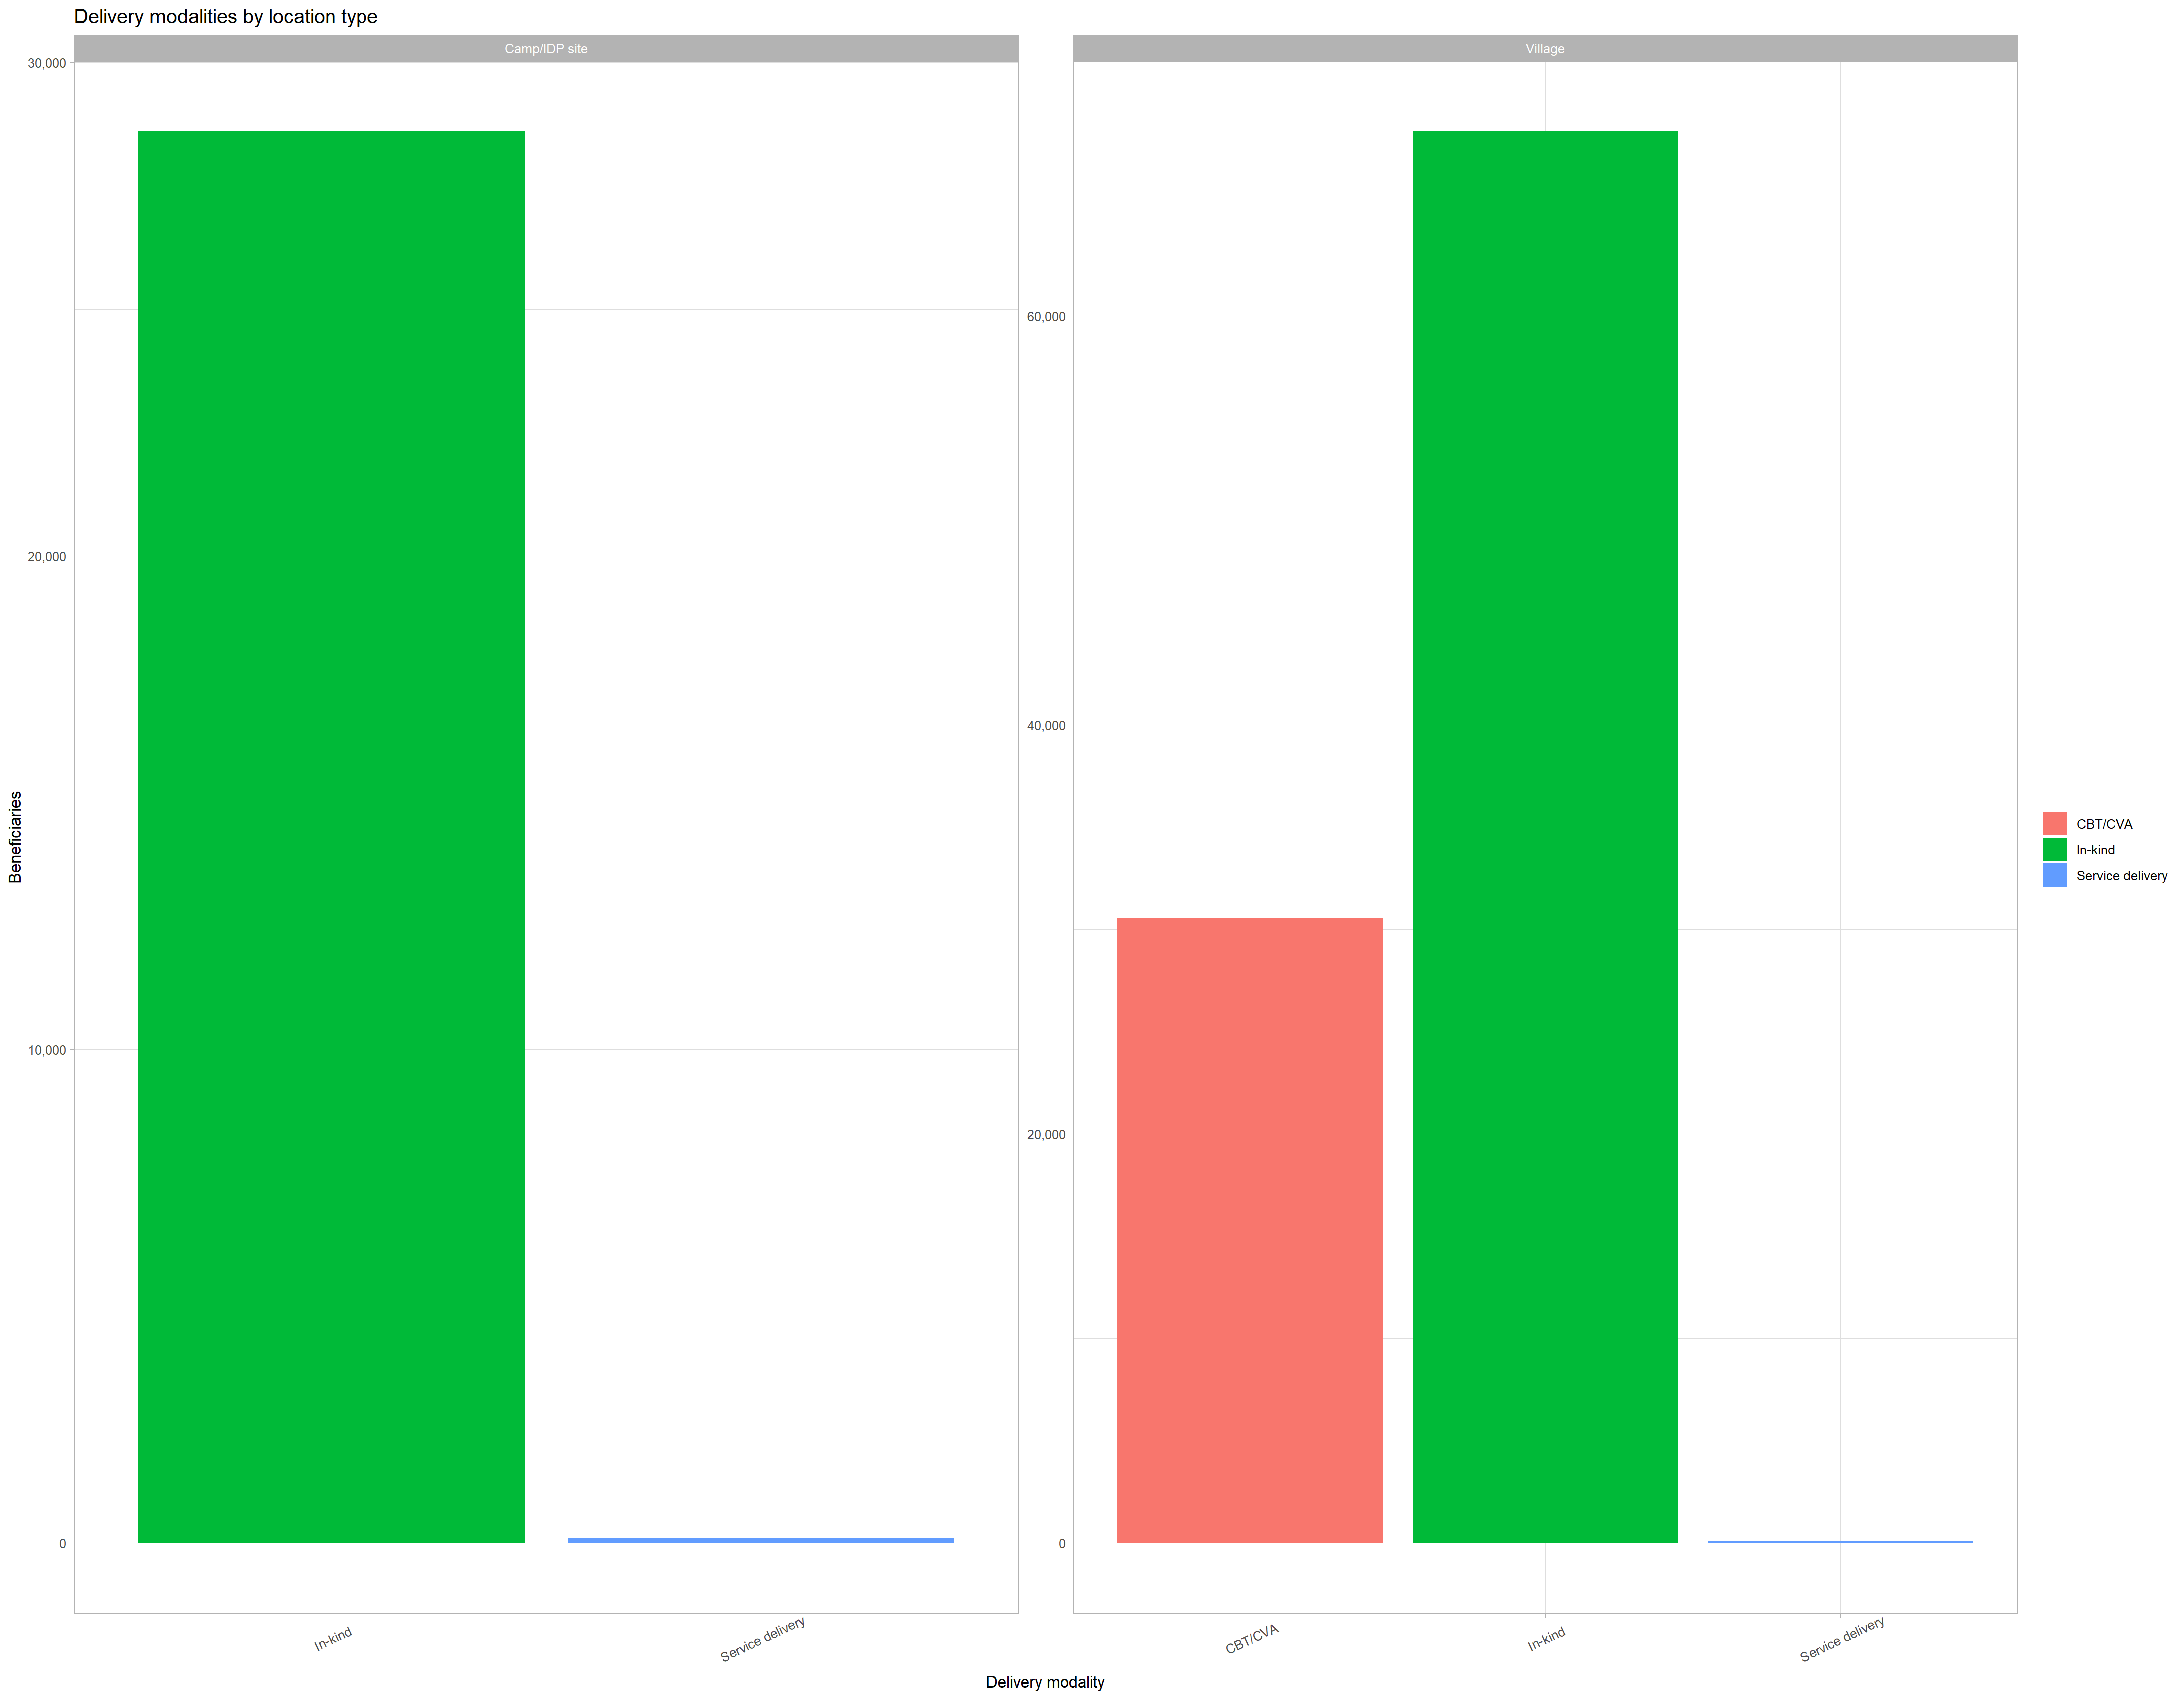 Delivery modalities by location type
Camp/IDP site
Village
30,000
20,000
10,000
0
60,000
40,000
20,000
0
Beneficiaries
In-kind
Service delivery
CBT/CVA
In-kind
Service delivery
Delivery modality
CBT/CVA
In-kind
Service delivery